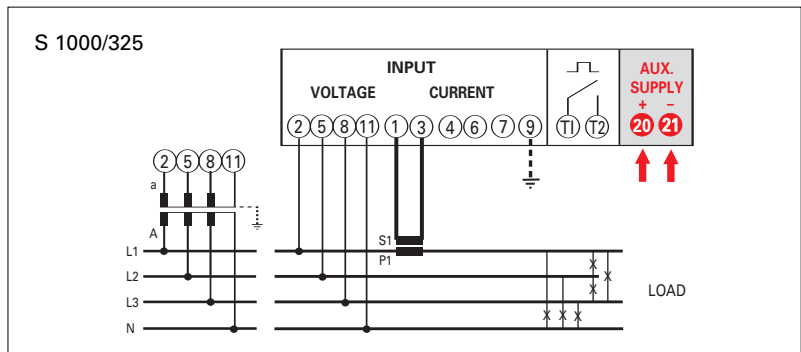 S 1000/325
INPUT
VOLTAGE CURRENT
2 5 8 11 1 3 4 6 7 9
T1 T2
AUX.
SUPPLY
+ −
20 21
2 5 8 11
a
A
S1
P1
L1
L2
L3
N
LOAD